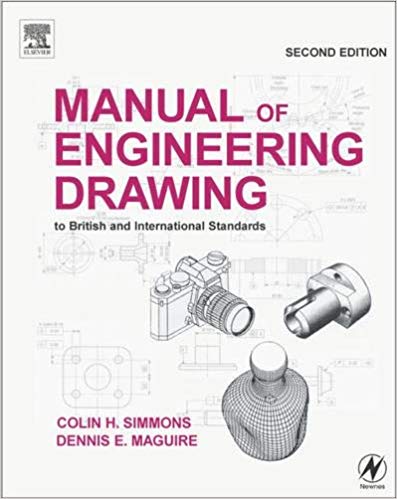 ELSEVIER
SECOND EDITION
MANUAL OF
ENGINEERING
DRAWING
to British and International Standards
COLIN H. SIMMONS
DENNIS E. MAGUIRE
Newnes